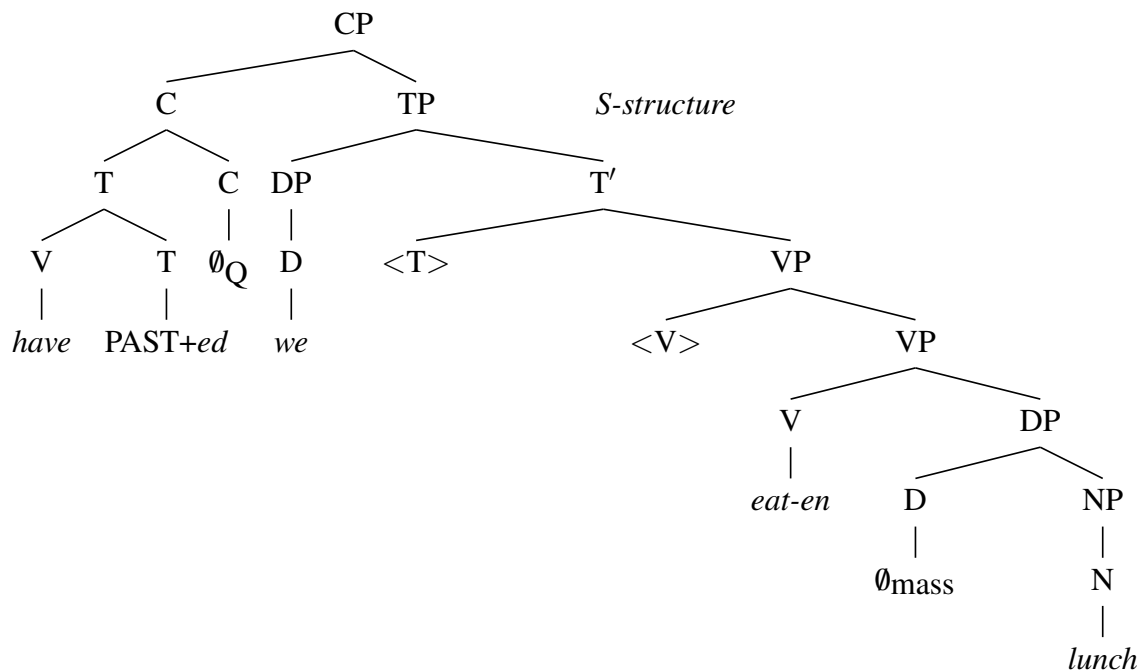 CP
C TP S-structure
T C DP T′
V T ∅Q D <T> VP
have PAST+ed we <V> VP
V DP
eat-en D NP
∅mass N
lunch